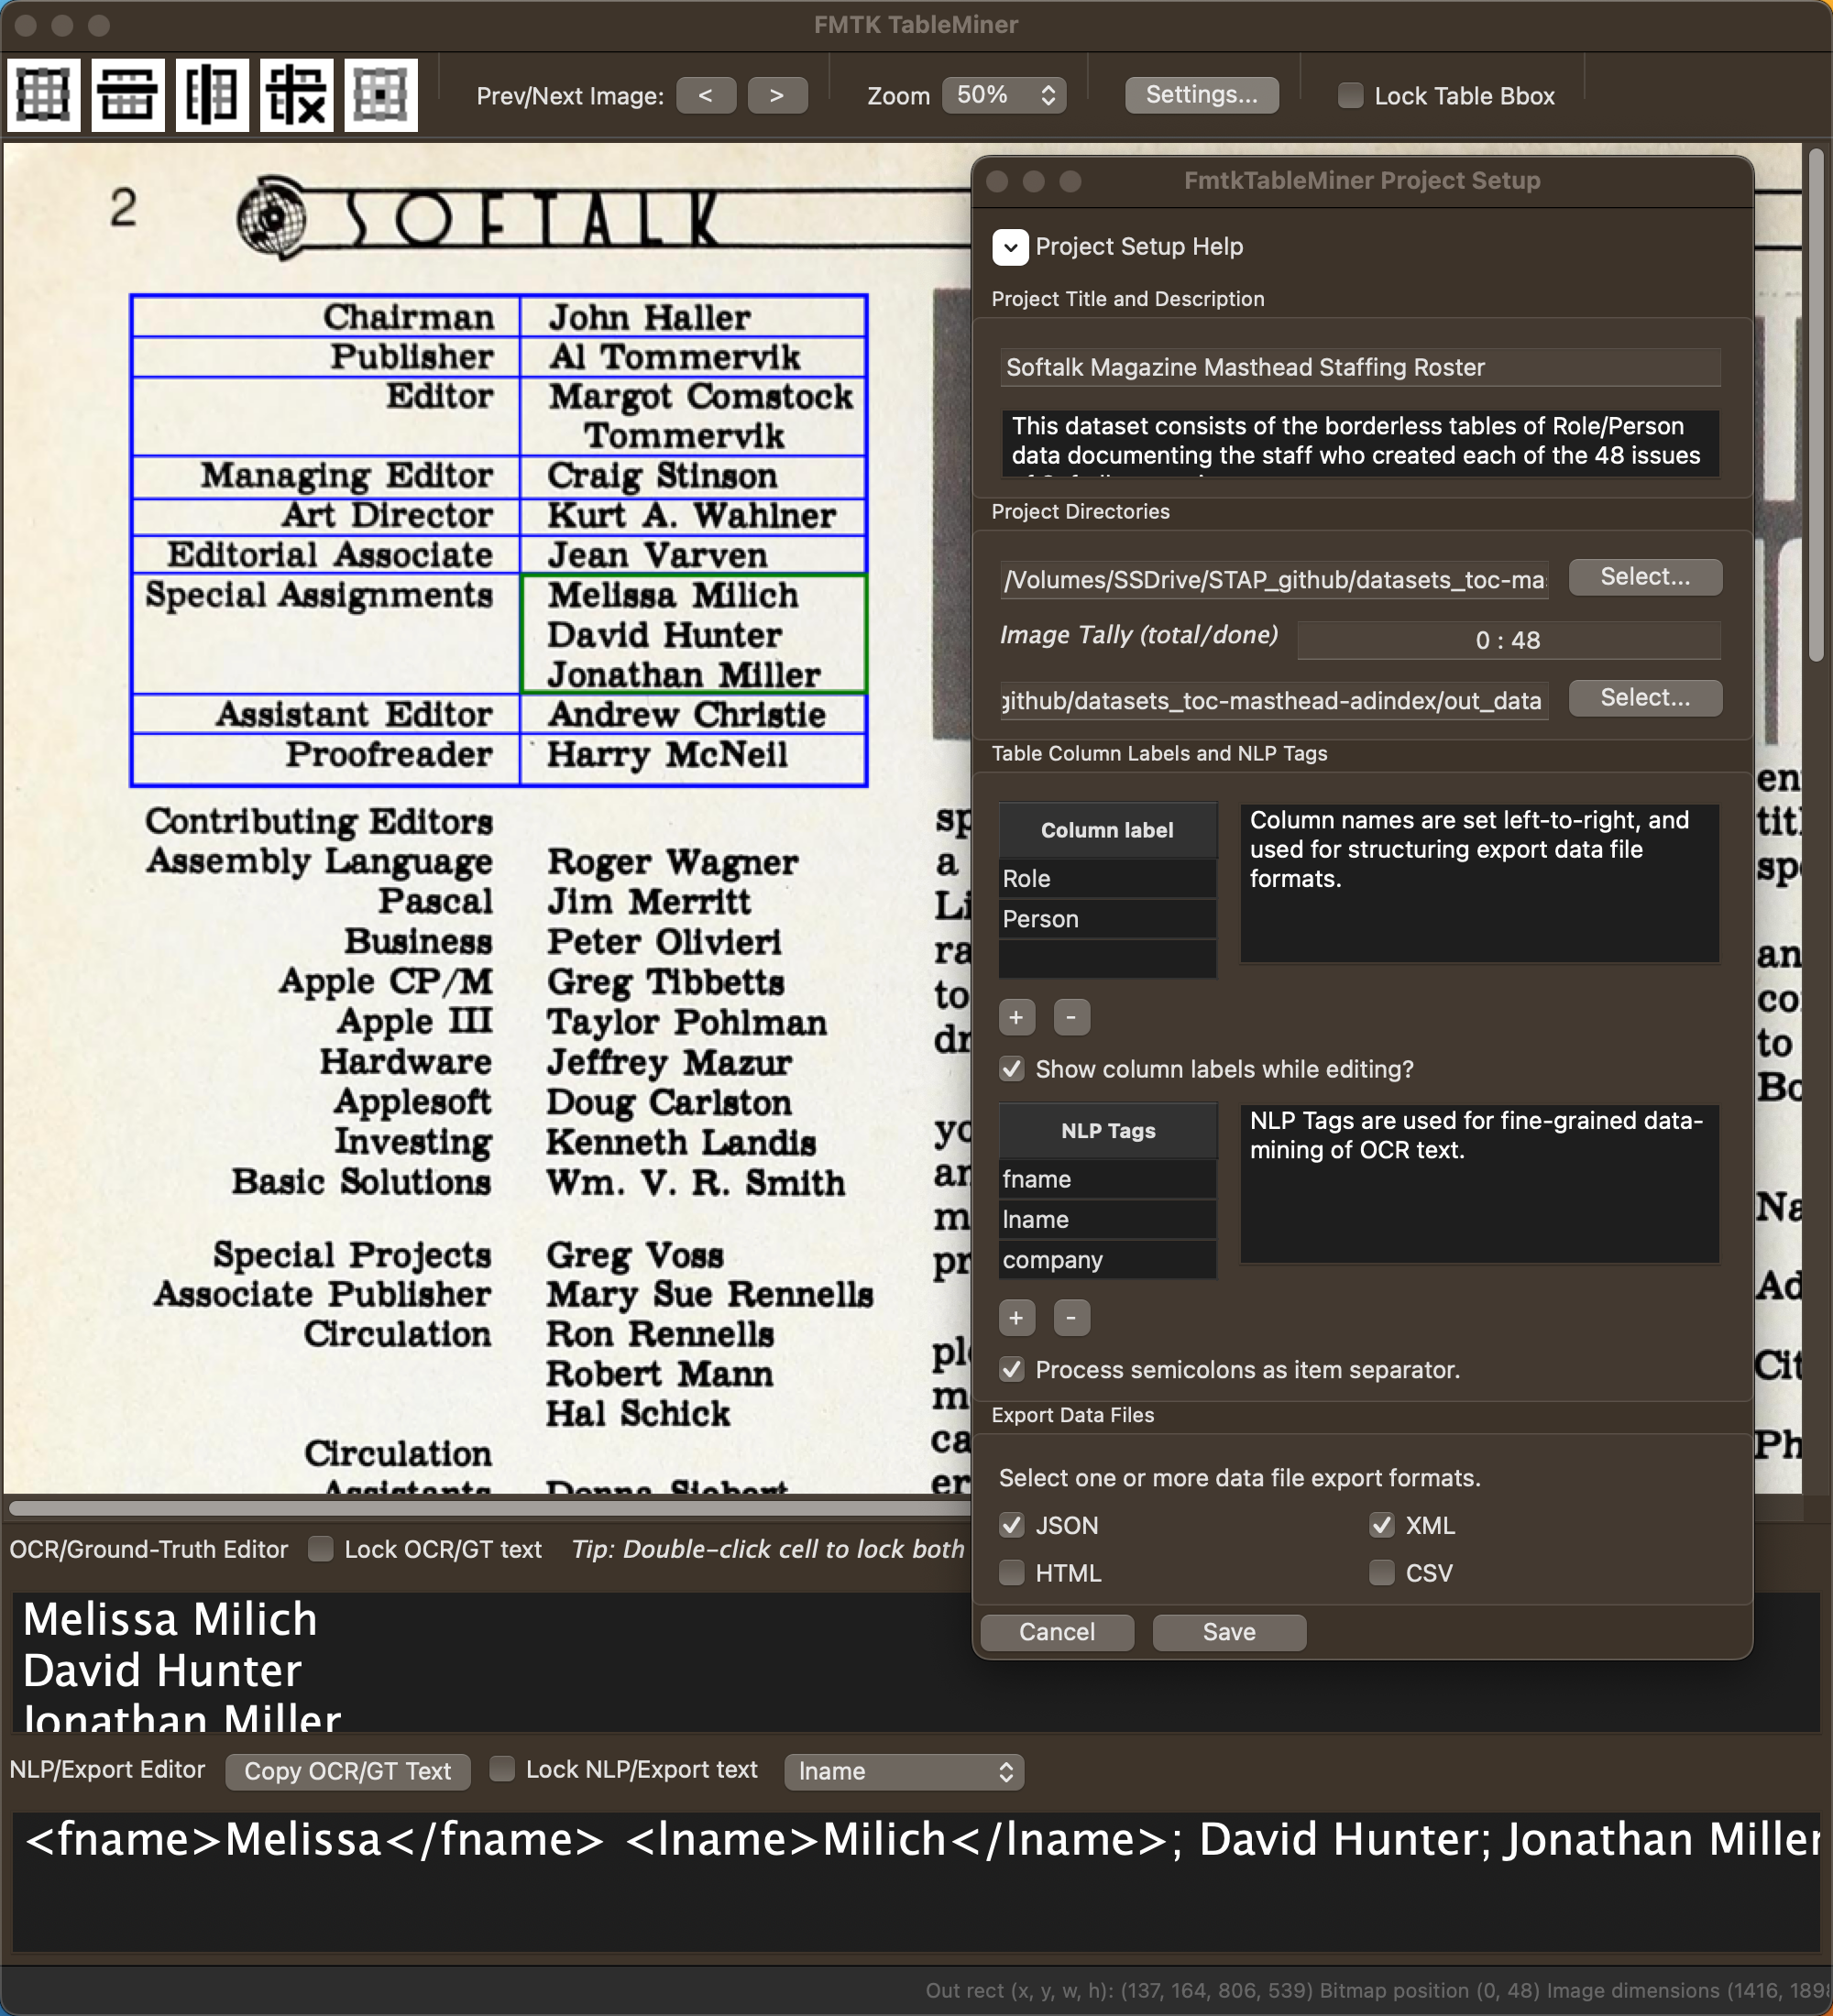 FMTK TableMiner
Prev/Next Image: < > Zoom 50% Settings... Lock Table Bbox
2 SOFTALK
Chairman John Haller
Publisher Al Tommervik
Editor Margot Comstock
Tommervik
Managing Editor Craig Stinson
Art Director Kurt A. Wahlner
Editorial Associate Jean Varven
Special Assignments Melissa Milich
David Hunter
Jonathan Miller
Assistant Editor Andrew Christie
Proofreader Harry McNeil
Contributing Editors
Assembly Language Roger Wagner
Pascal Jim Merritt
Business Peter Olivieri
Apple CP/M Greg Tibbetts
Apple III Taylor Pohlman
Hardware Jeffrey Mazur
Applesoft Doug Carlston
Investing Kenneth Landis
Basic Solutions Wm. V. R. Smith
Special Projects Greg Voss
Associate Publisher Mary Sue Rennells
Circulation Ron Rennells
Robert Mann
Hal Schick
Circulation
Assistants Donna Siebert
sp
a
Li
ra
to
dr
yo
an
m
pr
pl
m
ca
er
en
titl
spe
an
co
to
Bo
Na
Ad
Cit
Ph
FmtkTableMiner Project Setup
Project Setup Help
Project Title and Description
Softalk Magazine Masthead Staffing Roster
This dataset consists of the borderless tables of Role/Person
data documenting the staff who created each of the 48 issues
Project Directories
/Volumes/SSDrive/STAP_github/datasets_toc-ma Select...
Image Tally (total/done) 0 : 48
github/datasets_toc-masthead-adindex/out_data Select...
Table Column Labels and NLP Tags
Column label
Role
Person
Column names are set left-to-right, and
used for structuring export data file
formats.
+ -
Show column labels while editing?
NLP Tags
fname
lname
company
NLP Tags are used for fine-grained data-
mining of OCR text.
+ -
Process semicolons as item separator.
Export Data Files
Select one or more data file export formats.
JSON XML
HTML CSV
Cancel Save
OCR/Ground-Truth Editor Lock OCR/GT text Tip: Double-click cell to lock both
Melissa Milich
David Hunter
Jonathan Miller
NLP/Export Editor Copy OCR/GT Text Lock NLP/Export text lname
<fname>Melissa</fname> <lname>Milich</lname>; David Hunter; Jonathan Miller
Out rect (x, y, w, h): (137, 164, 806, 539) Bitmap position (0, 48) Image dimensions (1416, 189